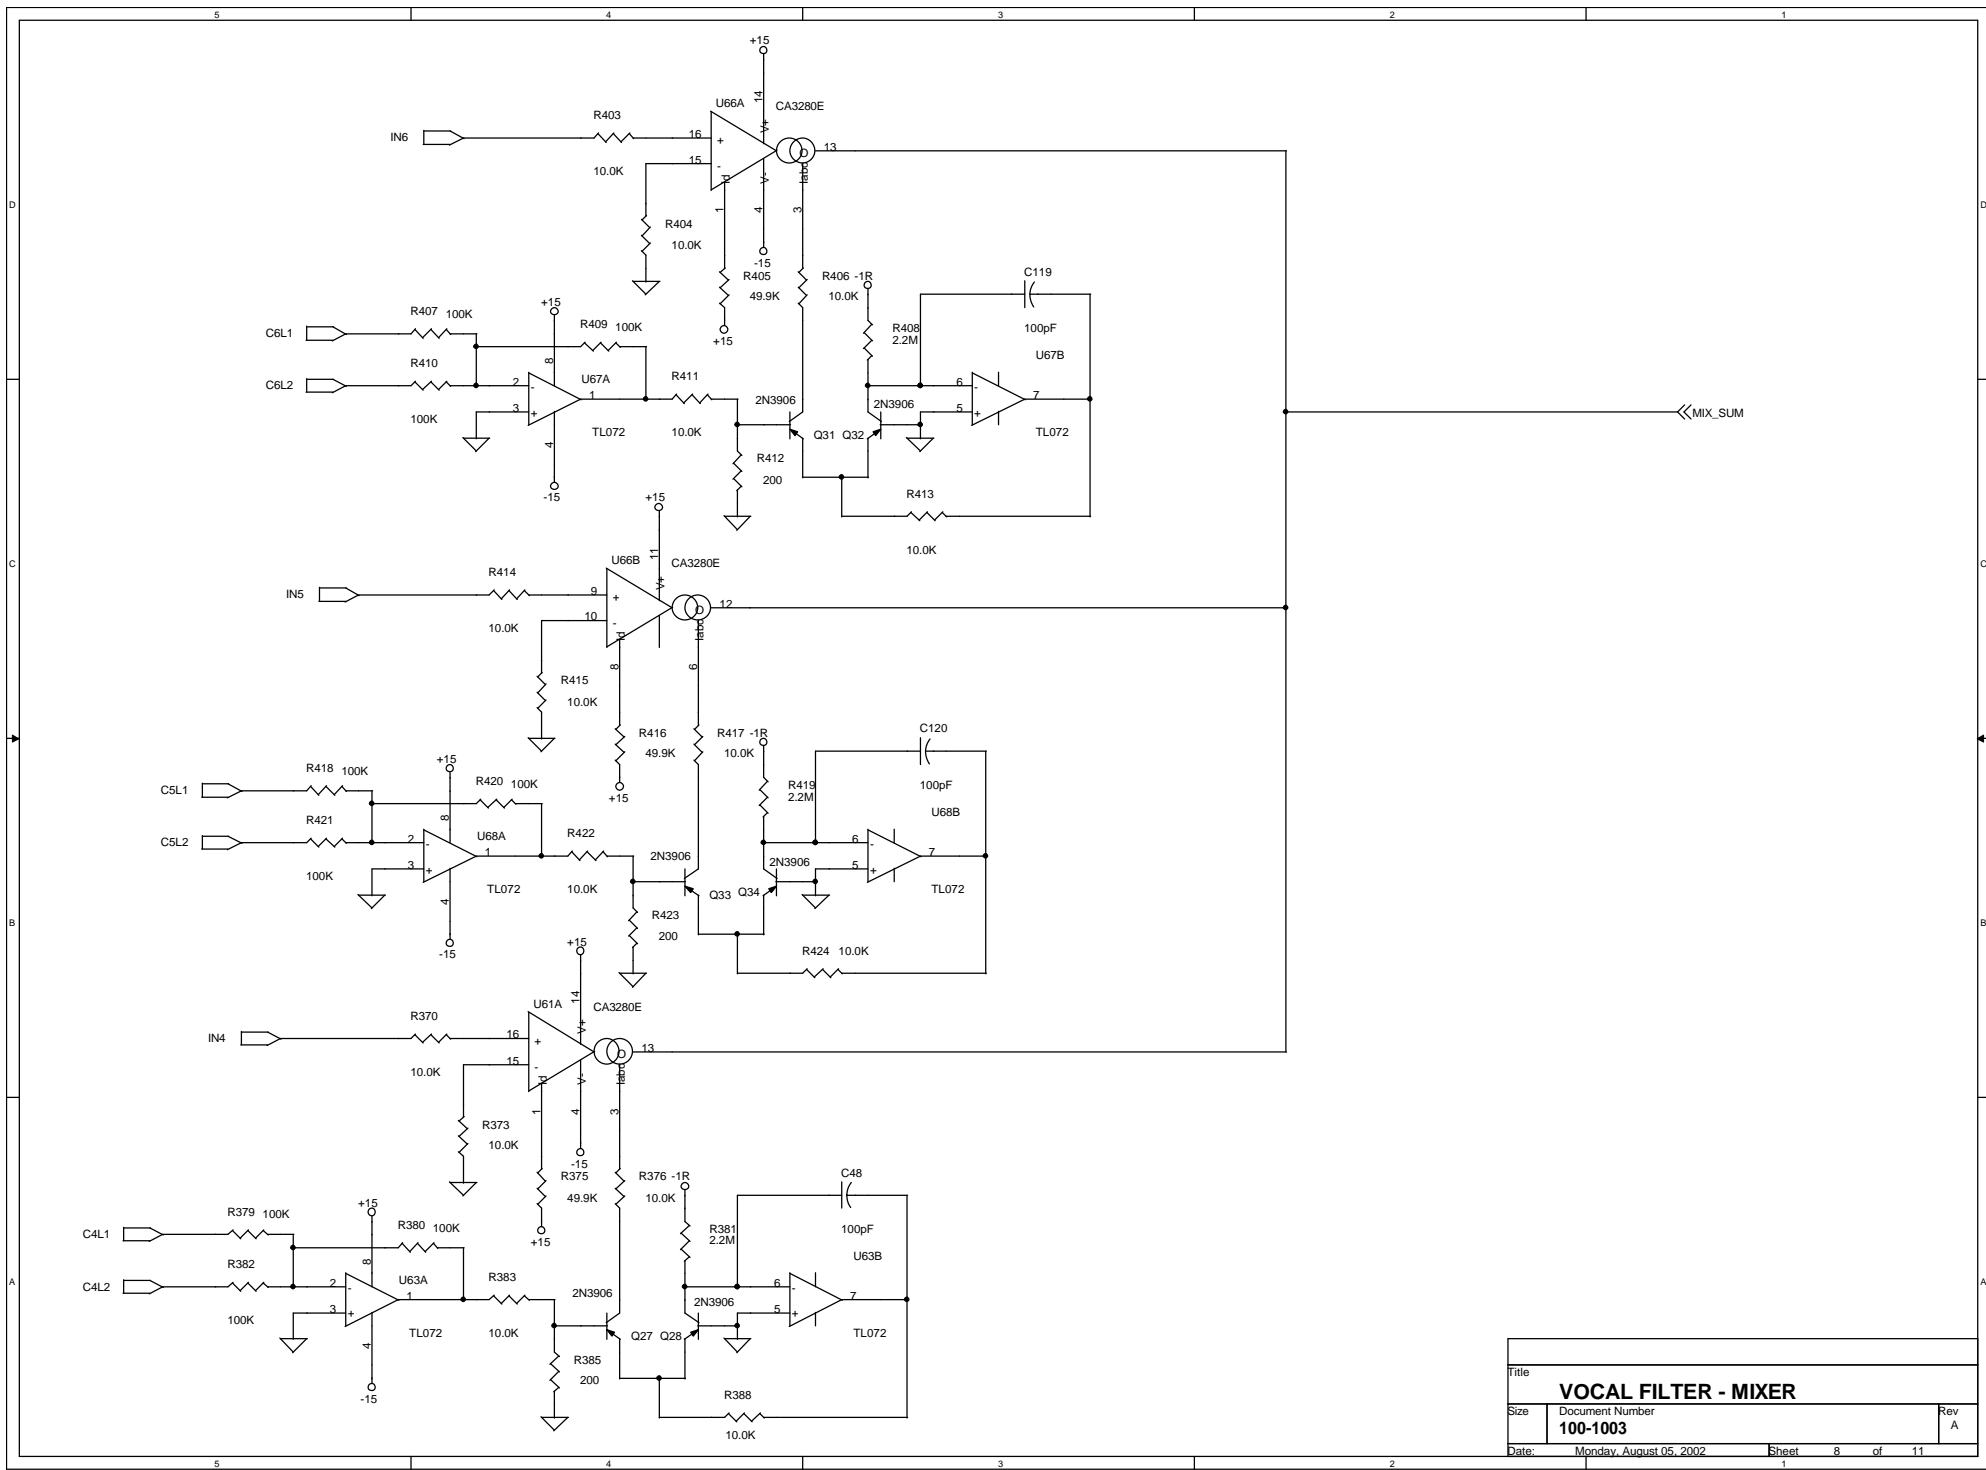 5 4 3 2 1
D D
C C
B B
A A
+15
U66A
CA3280E
14
V+
R403
IN6
16
+
15
-
10.0K
O
13
Iabc
Id
V-
1
4
3
R404
10.0K
-15
R405
49.9K
+15
R406 -1R
10.0K
C119
100pF
R408
2.2M
U67B
R407 100K
C6L1
+15
R409 100K
R410
C6L2
8
100K
U67A
2
-
3
+
1
4
TL072
-15
R411
10.0K
2N3906
2N3906
Q31 Q32
R412
200
6
-
5
+
7
TL072
R413
10.0K
MIX_SUM
+15
U66B
CA3280E
11
V+
R414
IN5
9
+
10
-
10.0K
O
12
Iabc
Id
8
6
R415
10.0K
R416
49.9K
+15
R417 -1R
10.0K
C120
100pF
R419
2.2M
U68B
R418 100K
C5L1
+15
R420 100K
R421
C5L2
8
100K
U68A
2
-
3
+
1
4
TL072
-15
R422
10.0K
2N3906
2N3906
Q33 Q34
R423
200
6
-
5
+
7
TL072
R424 10.0K
+15
U61A
CA3280E
14
V+
R370
IN4
16
+
15
-
10.0K
O
13
Iabc
Id
V-
1
4
3
R373
10.0K
-15
R375
49.9K
+15
R376 -1R
10.0K
C48
100pF
R381
2.2M
U63B
R379 100K
C4L1
+15
R380 100K
R382
C4L2
8
100K
U63A
2
-
3
+
1
4
TL072
-15
R383
10.0K
2N3906
2N3906
Q27 Q28
R385
200
6
-
5
+
7
TL072
R388
10.0K
Title
VOCAL FILTER - MIXER
Size Document Number Rev
100-1003 A
Date: Monday, August 05, 2002 Sheet 8 of 11
5 4 3 2 1